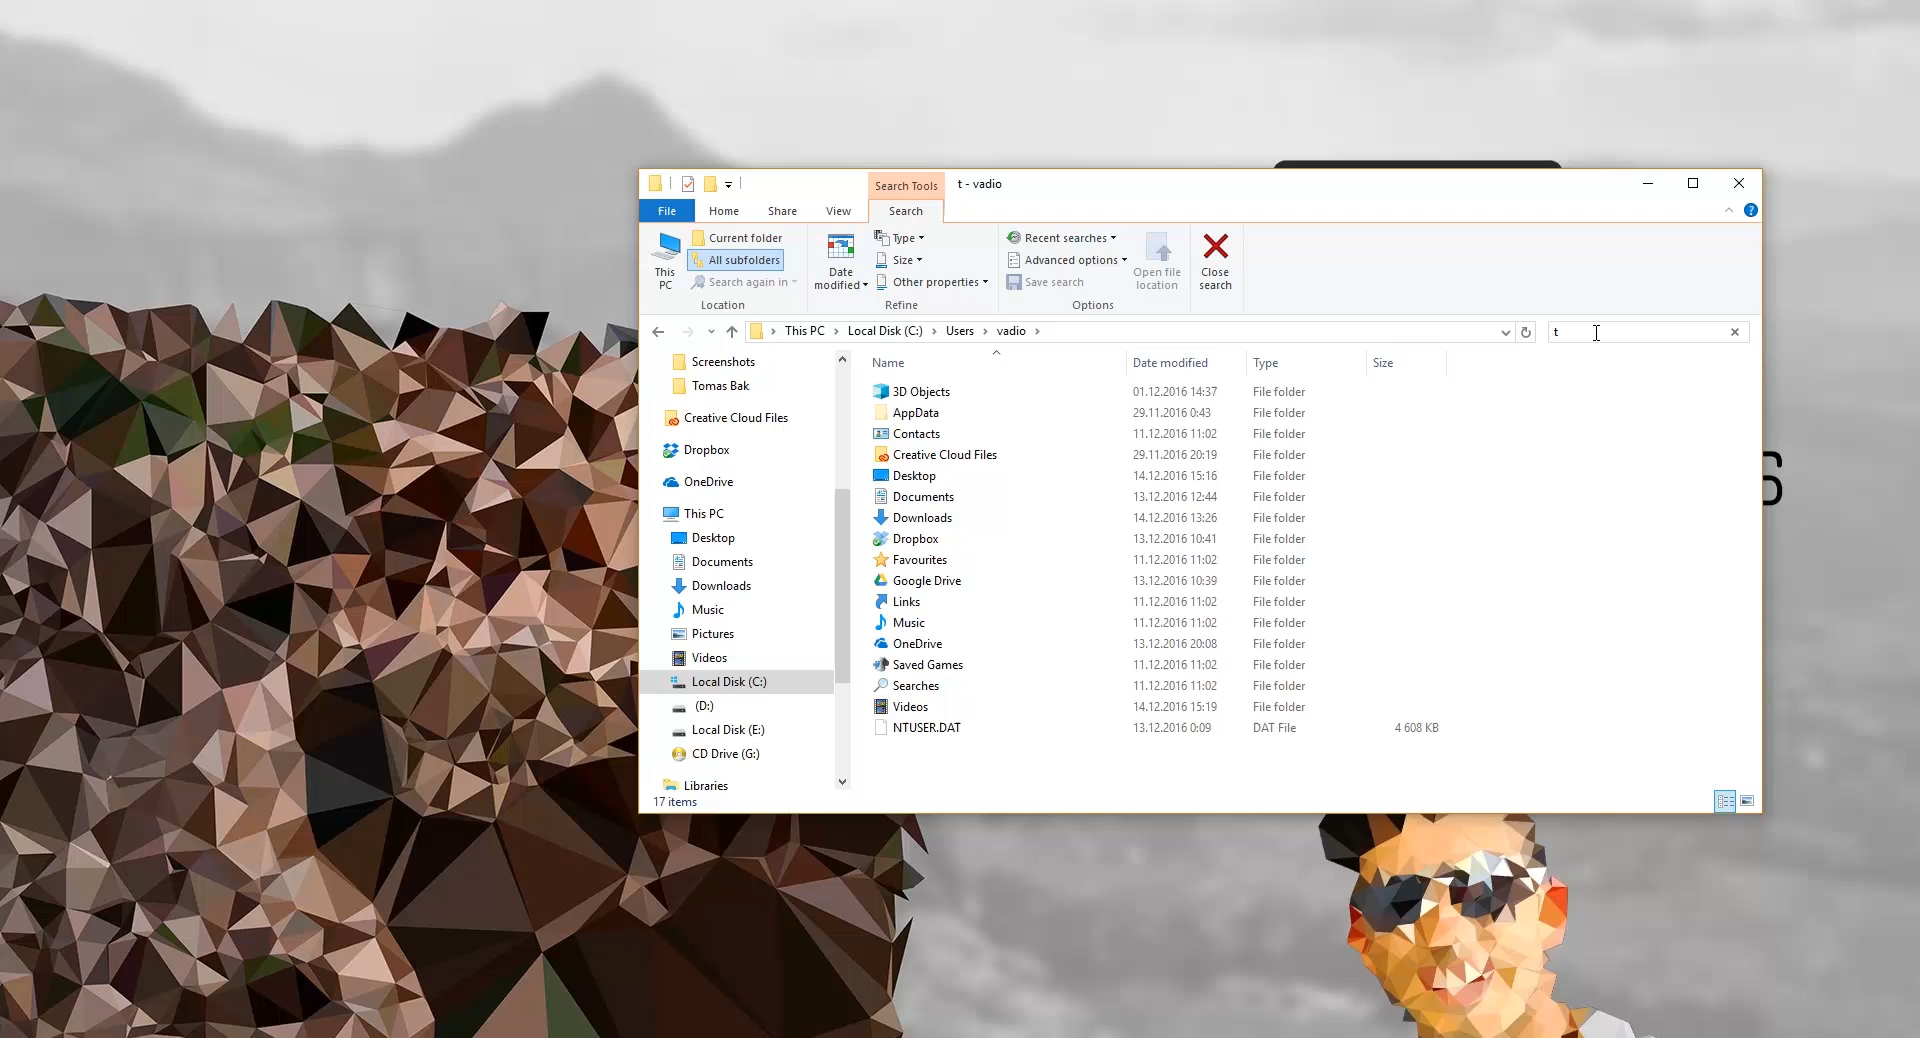 Search Tools
t - vadio
File
Home
Share
View
Search
This PC
Current folder
All subfolders
Search again in
Location
Date modified
Type
Size
Other properties
Refine
Recent searches
Advanced options
Save search
Open file location
Options
Close search
This PC
Local Disk (C:)
Users
vadio
t
Screenshots
Tomas Bak
Creative Cloud Files
Dropbox
OneDrive
This PC
Desktop
Documents
Downloads
Music
Pictures
Videos
Local Disk (C:)
(D:)
Local Disk (E:)
CD Drive (G:)
Libraries
Name Date modified Type Size
3D Objects 01.12.2016 14:37 File folder
AppData 29.11.2016 0:43 File folder
Contacts 11.12.2016 11:02 File folder
Creative Cloud Files 29.11.2016 20:19 File folder
Desktop 14.12.2016 15:16 File folder
Documents 13.12.2016 12:44 File folder
Downloads 14.12.2016 13:26 File folder
Dropbox 13.12.2016 10:41 File folder
Favourites 11.12.2016 11:02 File folder
Google Drive 13.12.2016 10:39 File folder
Links 11.12.2016 11:02 File folder
Music 11.12.2016 11:02 File folder
OneDrive 13.12.2016 20:08 File folder
Saved Games 11.12.2016 11:02 File folder
Searches 11.12.2016 11:02 File folder
Videos 14.12.2016 15:19 File folder
NTUSER.DAT 13.12.2016 0:09 DAT File 4 608 KB
17 items